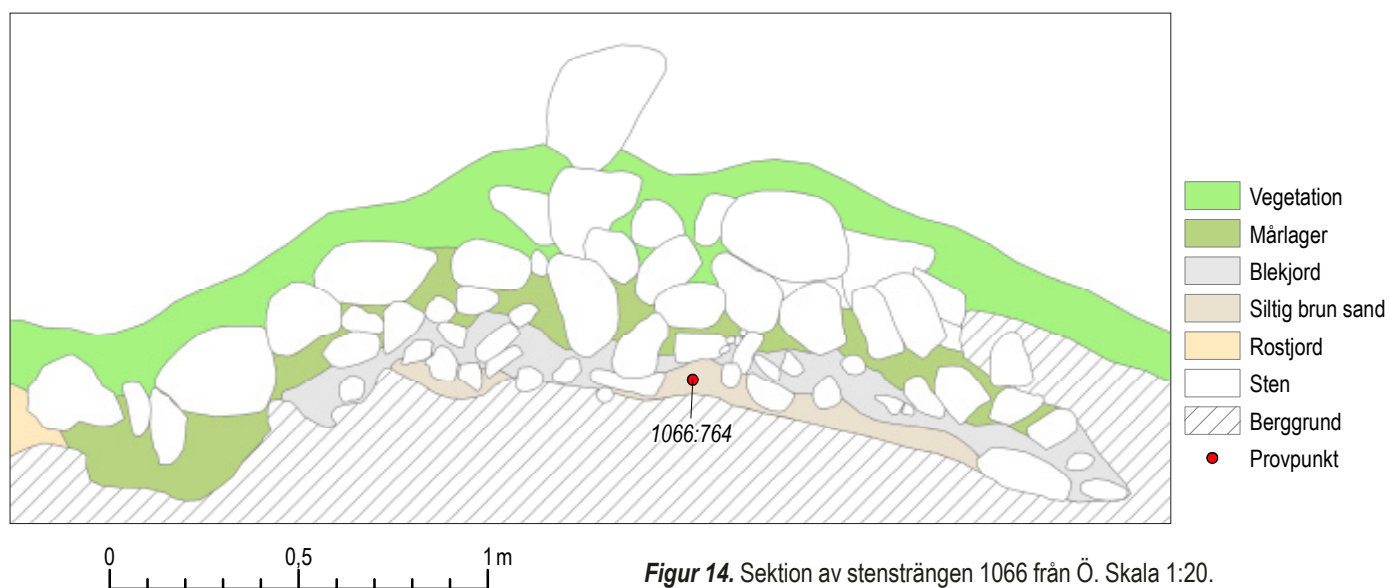 Vegetation
Mårlager
Blekjord
Siltig brun sand
Rostjord
Sten
Berggrund
Provpunkt
1066:764
0 0,5 1 m
Figur 14. Sektion av stensträngen 1066 från Ö. Skala 1:20.